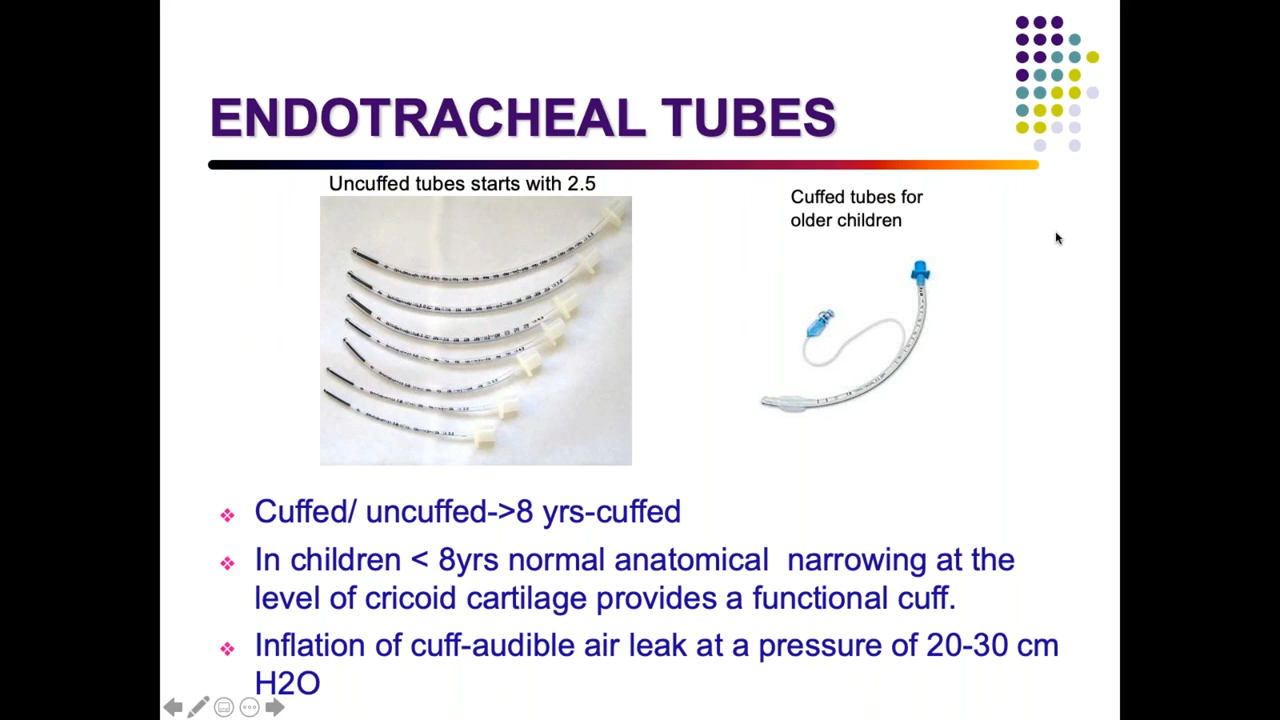 ENDOTRACHEAL TUBES
Uncuffed tubes starts with 2.5
Cuffed tubes for
older children
Cuffed/ uncuffed->8 yrs-cuffed
In children < 8yrs normal anatomical narrowing at the
level of cricoid cartilage provides a functional cuff.
Inflation of cuff-audible air leak at a pressure of 20-30 cm
H2O